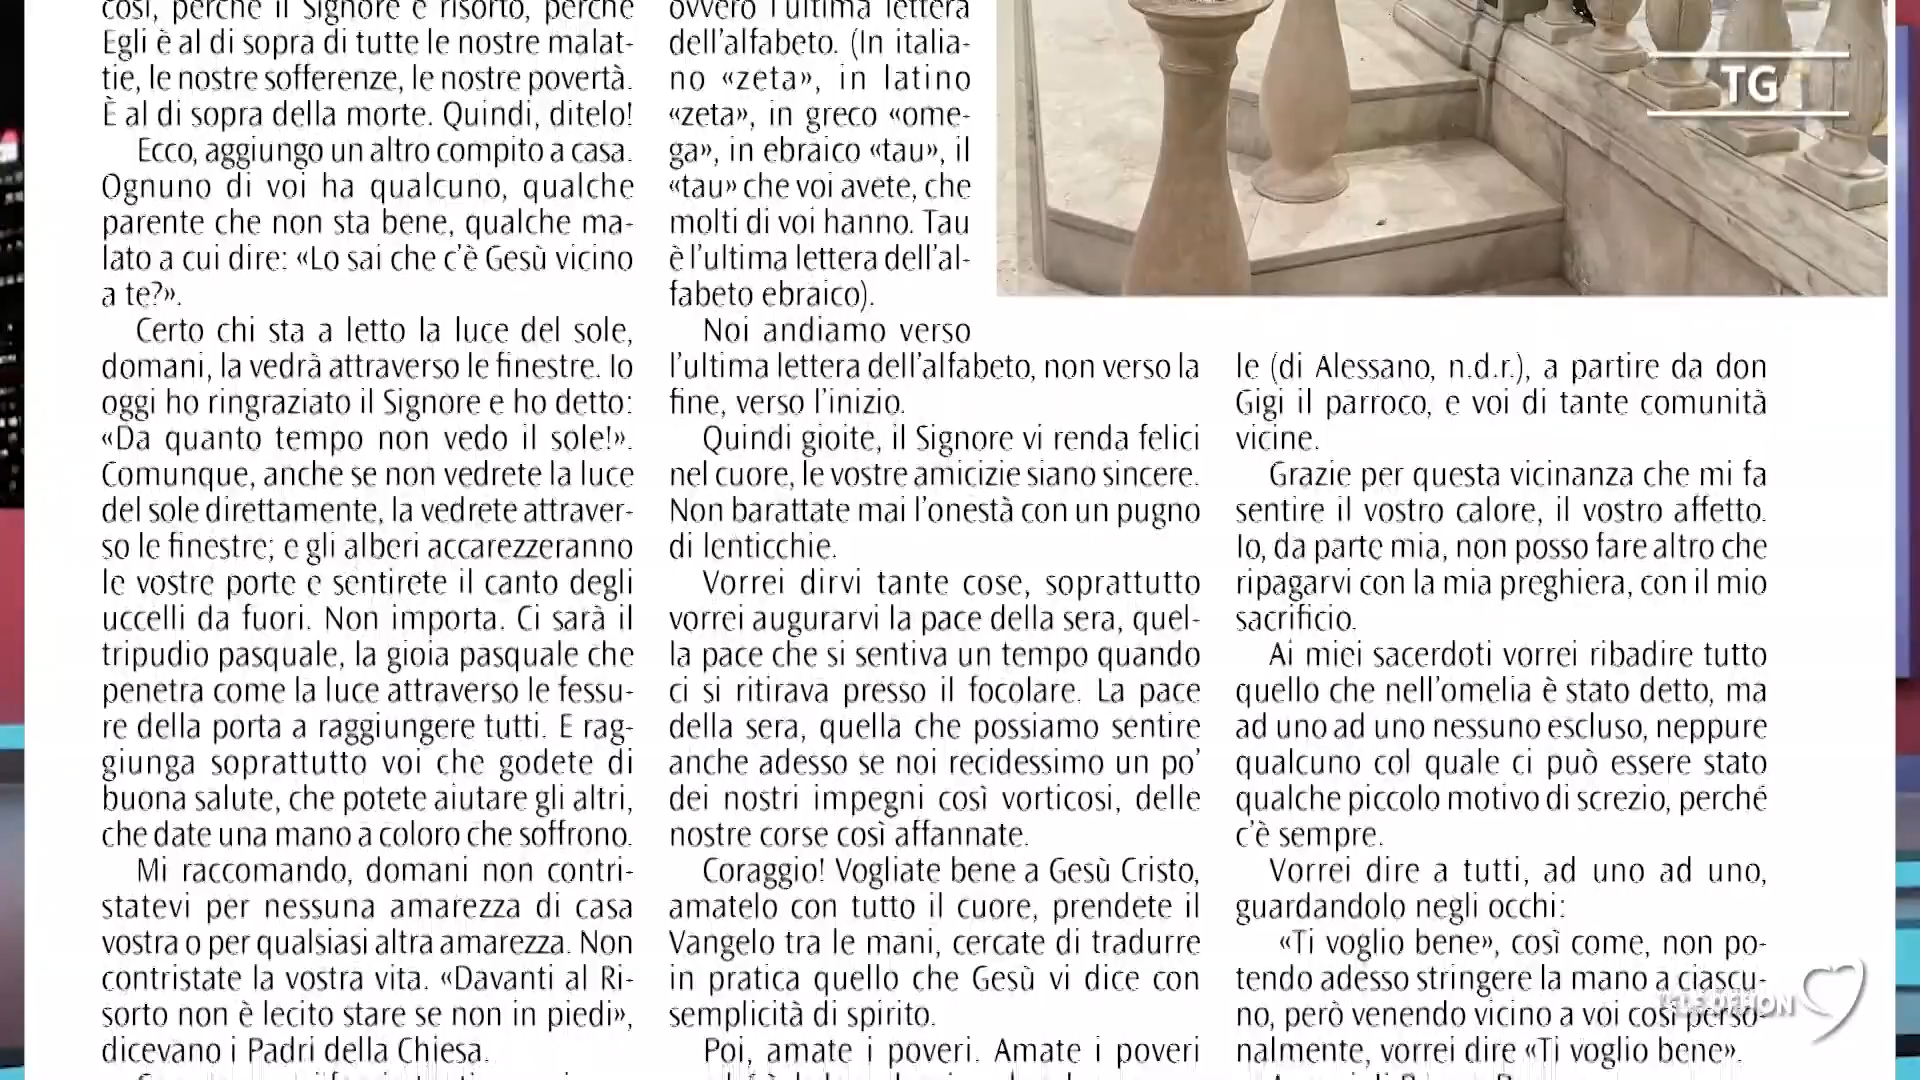 così, perché il Signore è risorto, perché
Egli è al di sopra di tutte le nostre malat-
tie, le nostre sofferenze, le nostre povertà.
È al di sopra della morte. Quindi, ditelo!
Ecco, aggiungo un altro compito a casa.
Ognuno di voi ha qualcuno, qualche
parente che non sta bene, qualche ma-
lato a cui dire: «Lo sai che c'è Gesù vicino
a te?».
Certo chi sta a letto la luce del sole,
domani, la vedrà attraverso le finestre. Io
oggi ho ringraziato il Signore e ho detto:
«Da quanto tempo non vedo il sole!».
Comunque, anche se non vedrete la luce
del sole direttamente, la vedrete attraver-
so le finestre; e gli alberi accarezzeranno
le vostre porte e sentirete il canto degli
uccelli da fuori. Non importa. Ci sarà il
tripudio pasquale, la gioia pasquale che
penetra come la luce attraverso le fessu-
re della porta a raggiungere tutti. E rag-
giunga soprattutto voi che godete di
buona salute, che potete aiutare gli altri,
che date una mano a coloro che soffrono.
Mi raccomando, domani non contri-
statevi per nessuna amarezza di casa
vostra o per qualsiasi altra amarezza. Non
contristate la vostra vita. «Davanti al Ri-
sorto non è lecito stare se non in piedi»,
dicevano i Padri della Chiesa.
ovvero l'ultima lettera
dell'alfabeto. (In italia-
no «zeta», in latino
«zeta», in greco «ome-
ga», in ebraico «tau», il
«tau» che voi avete, che
molti di voi hanno. Tau
è l'ultima lettera dell'al-
fabeto ebraico).
Noi andiamo verso
l'ultima lettera dell'alfabeto, non verso la
fine, verso l'inizio.
Quindi gioite, il Signore vi renda felici
nel cuore, le vostre amicizie siano sincere.
Non barattate mai l'onestà con un pugno
di lenticchie.
Vorrei dirvi tante cose, soprattutto
vorrei augurarvi la pace della sera, quel-
la pace che si sentiva un tempo quando
ci si ritirava presso il focolare. La pace
della sera, quella che possiamo sentire
anche adesso se noi recidessimo un po'
dei nostri impegni così vorticosi, delle
nostre corse così affannate.
Coraggio! Vogliate bene a Gesù Cristo,
amatelo con tutto il cuore, prendete il
Vangelo tra le mani, cercate di tradurre
in pratica quello che Gesù vi dice con
semplicità di spirito.
Poi, amate i poveri. Amate i poveri
TG
le (di Alessano, n.d.r.), a partire da don
Gigi il parroco, e voi di tante comunità
vicine.
Grazie per questa vicinanza che mi fa
sentire il vostro calore, il vostro affetto.
Io, da parte mia, non posso fare altro che
ripagarvi con la mia preghiera, con il mio
sacrificio.
Ai miei sacerdoti vorrei ribadire tutto
quello che nell'omelia è stato detto, ma
ad uno ad uno nessuno escluso, neppure
qualcuno col quale ci può essere stato
qualche piccolo motivo di screzio, perché
c'è sempre.
Vorrei dire a tutti, ad uno ad uno,
guardandolo negli occhi:
«Ti voglio bene», così come, non po-
tendo adesso stringere la mano a ciascu-
no, però venendo vicino a voi così perso-
nalmente, vorrei dire «Ti voglio bene».
TELE DEHON